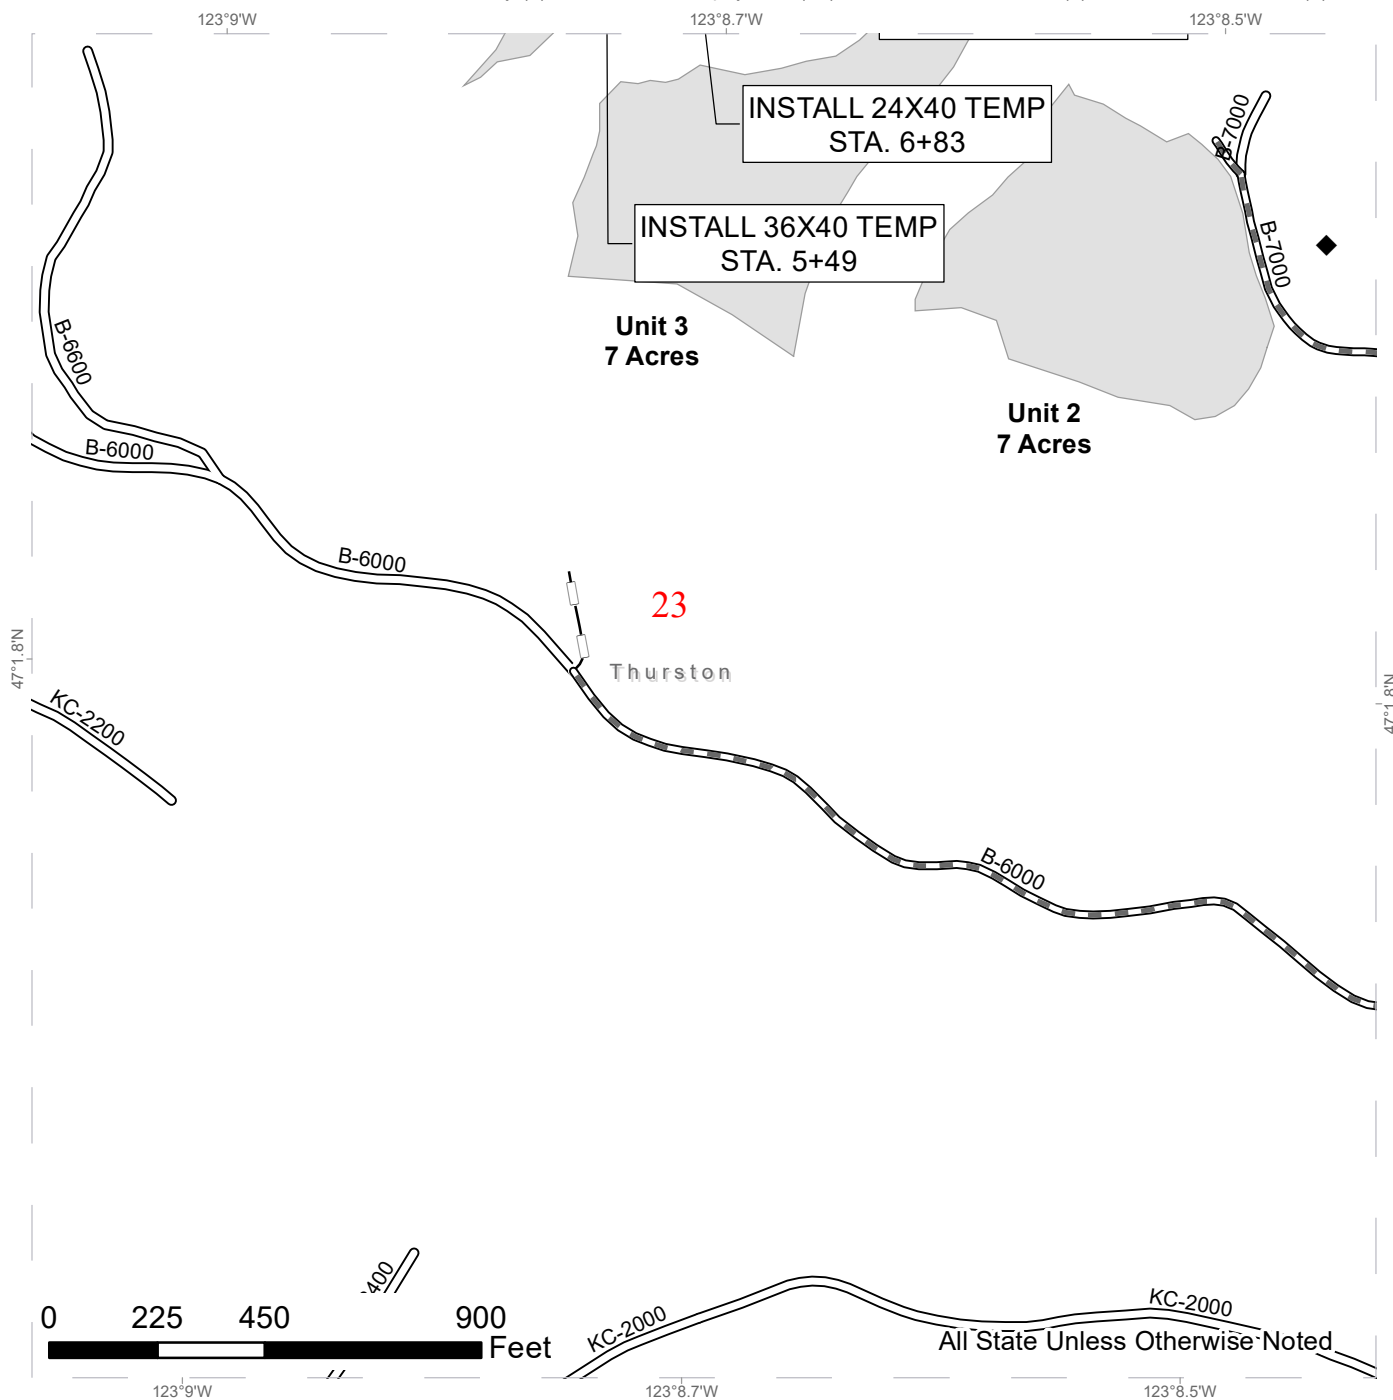 123°9'W
123°8.7'W
123°8.5'W
INSTALL 24X40 TEMP
STA. 6+83
B-7000
INSTALL 36X40 TEMP
STA. 5+49
B-7000
Unit 3
7 Acres
B-6600
Unit 2
7 Acres
B-6000
B-6000
23
Thurston
47°1.8'N
47°1.8'N
KC-2200
B-6000
0 225 450 900
Feet
KC-2000
KC-2000
All State Unless Otherwise Noted
123°9'W
123°8.7'W
123°8.5'W